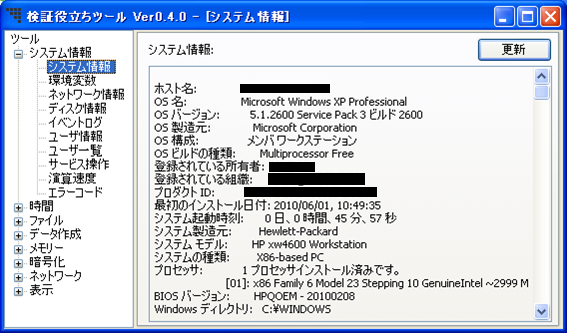 検証役立ちツール Ver0.4.0 - [システム情報]
ツール
システム情報
システム情報
環境変数
ネットワーク情報
ディスク情報
イベントログ
ユーザ情報
ユーザ一覧
サービス操作
演算速度
エラーコード
時間
ファイル
データ作成
メモリー
暗号化
ネットワーク
表示
システム情報:
更新
ホスト名:
OS 名: Microsoft Windows XP Professional
OS バージョン: 5.1.2600 Service Pack 3 ビルド 2600
OS 製造元: Microsoft Corporation
OS 構成: メンバ ワークステーション
OS ビルドの種類: Multiprocessor Free
登録されている所有者:
登録されている組織:
プロダクト ID:
最初のインストール日付: 2010/06/01, 10:49:35
システム起動時刻: 0 日、0 時間、45 分、57 秒
システム製造元: Hewlett-Packard
システム モデル: HP xw4600 Workstation
システムの種類: X86-based PC
プロセッサ: 1 プロセッサインストール済みです。
[01]: x86 Family 6 Model 23 Stepping 10 GenuineIntel ~2999 M
BIOS バージョン: HPQOEM - 20100208
Windows ディレクトリ: C:¥WINDOWS